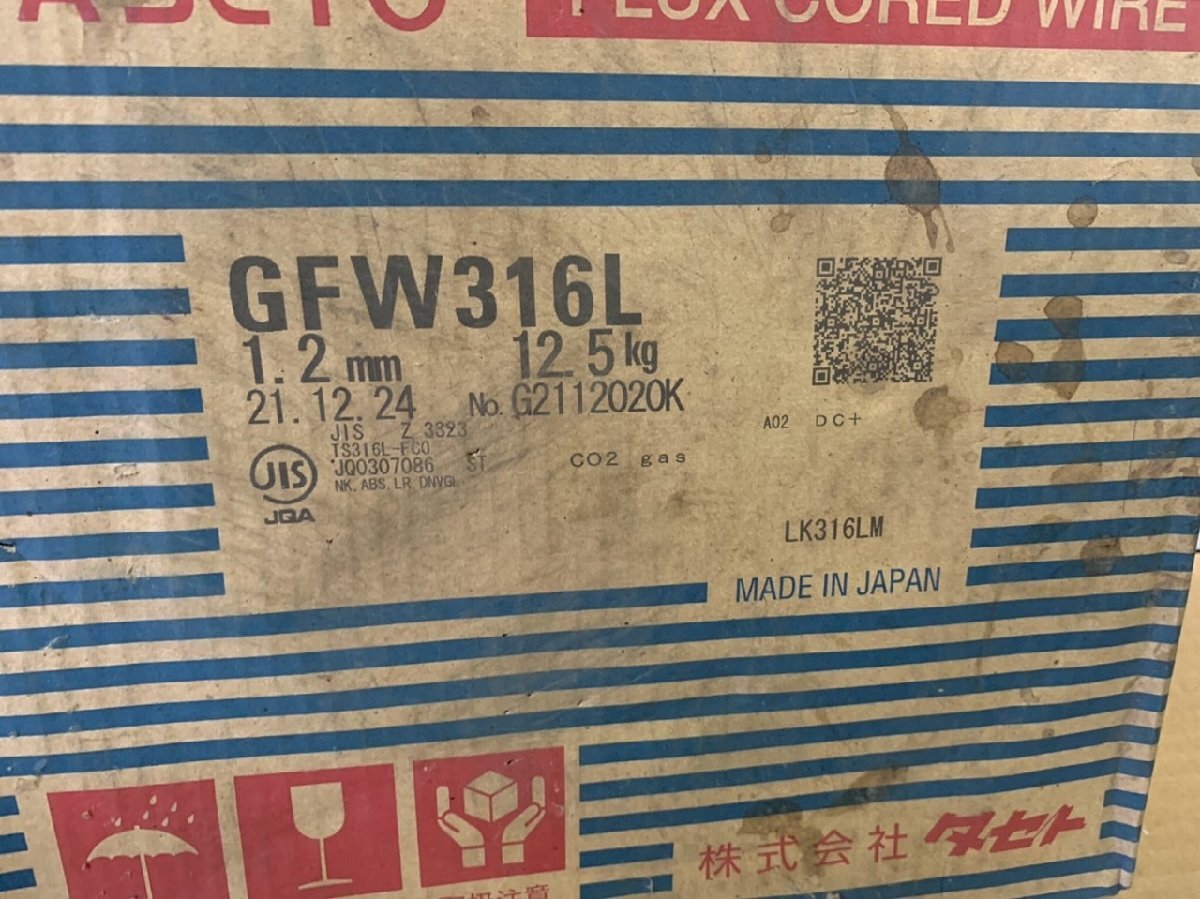 FLUX CORED WIRE
GFW316L
1.2 mm 12.5 kg
21.12.24 No. G2112020K
JIS Z 3323
TS316L-FC0
JQ0307086 ST
NK, ABS, LR, DNVGL
JIS
JQA
A02 DC+
CO2 gas
LK316LM
MADE IN JAPAN
株式会社 タセト